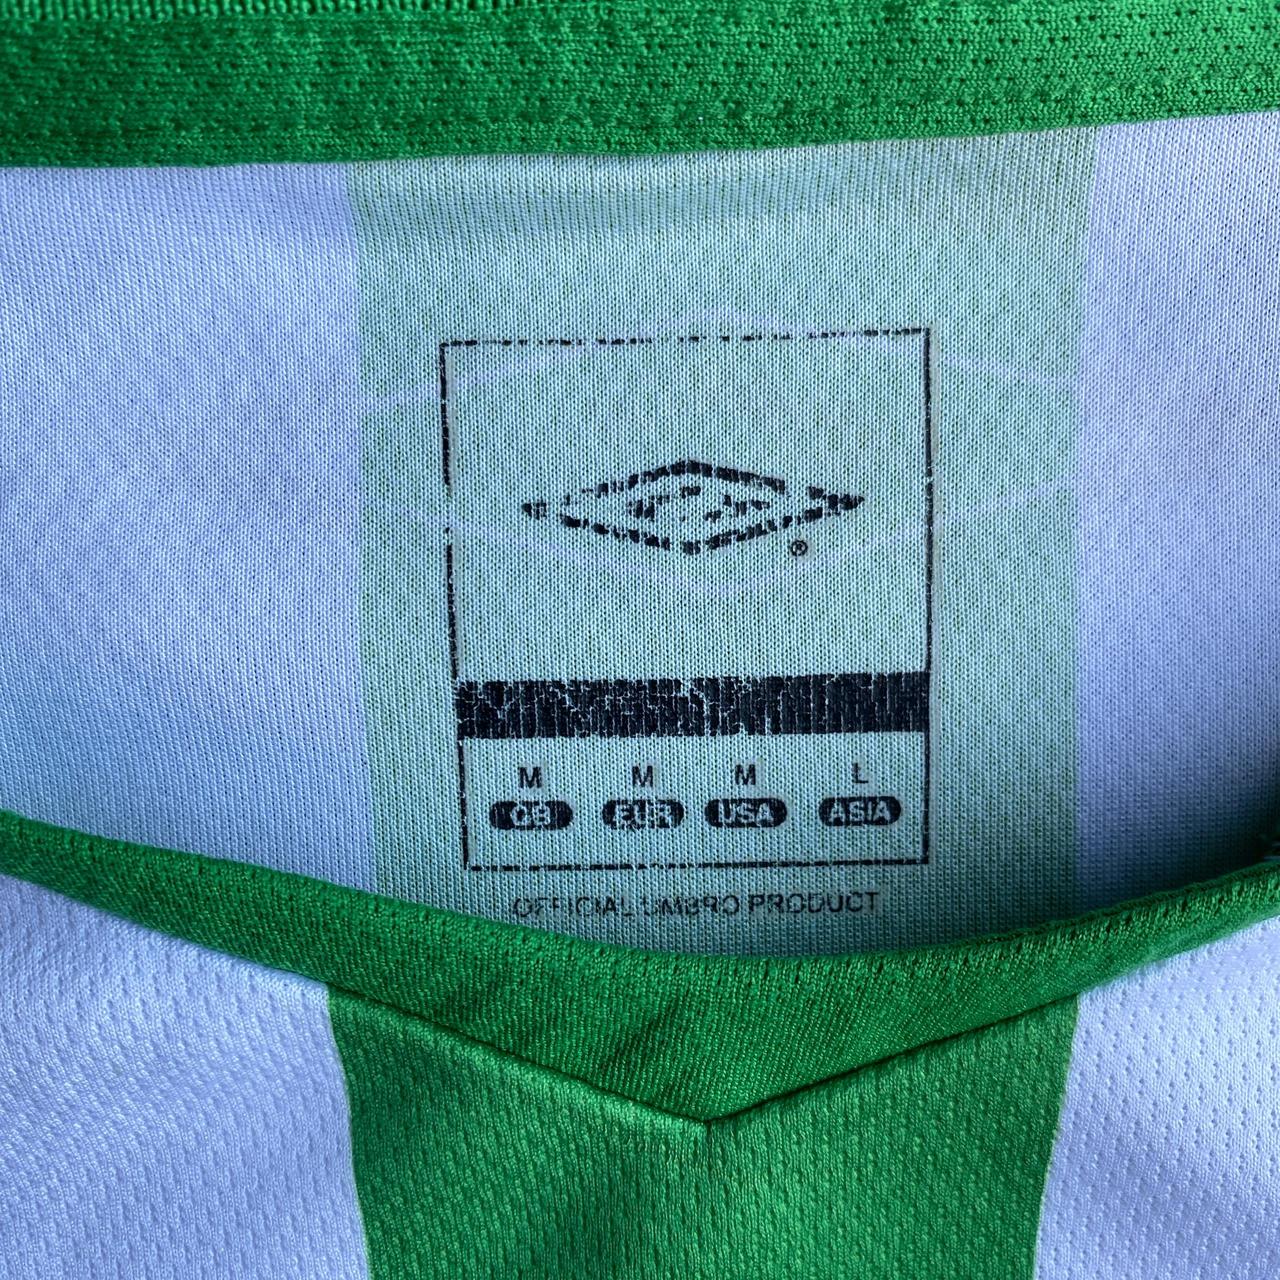 ®
M M M L
GB EUR USA ASIA
OFFICIAL UMBRO PRODUCT